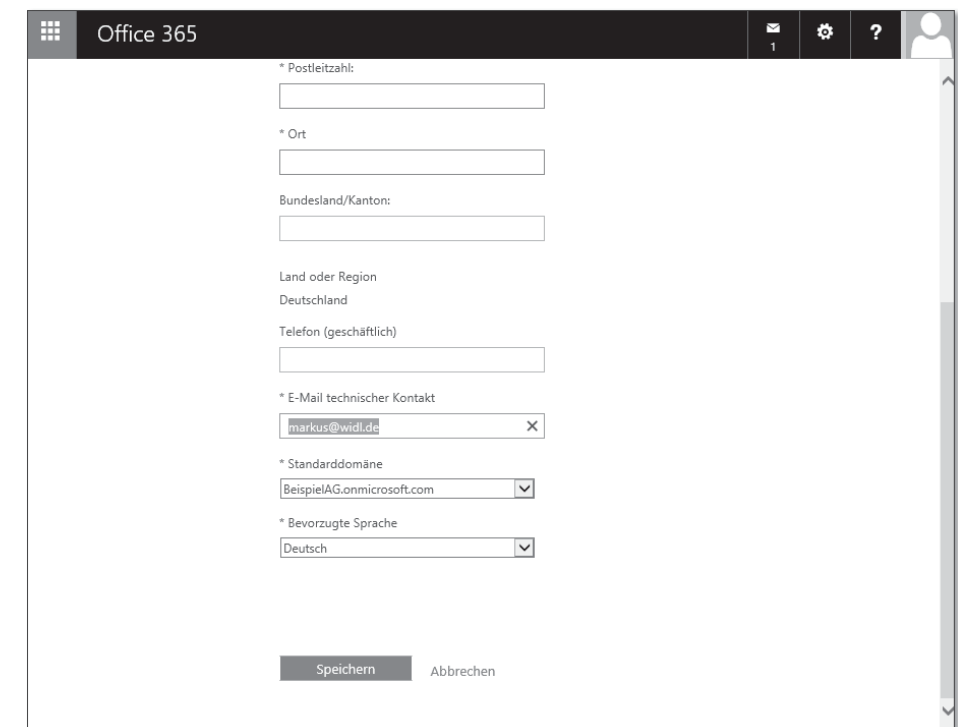 Office 365
1
?
* Postleitzahl:
* Ort
Bundesland/Kanton:
Land oder Region
Deutschland
Telefon (geschäftlich)
* E-Mail technischer Kontakt
markus@widl.de
* Standarddomäne
BeispielAG.onmicrosoft.com
* Bevorzugte Sprache
Deutsch
Speichern Abbrechen